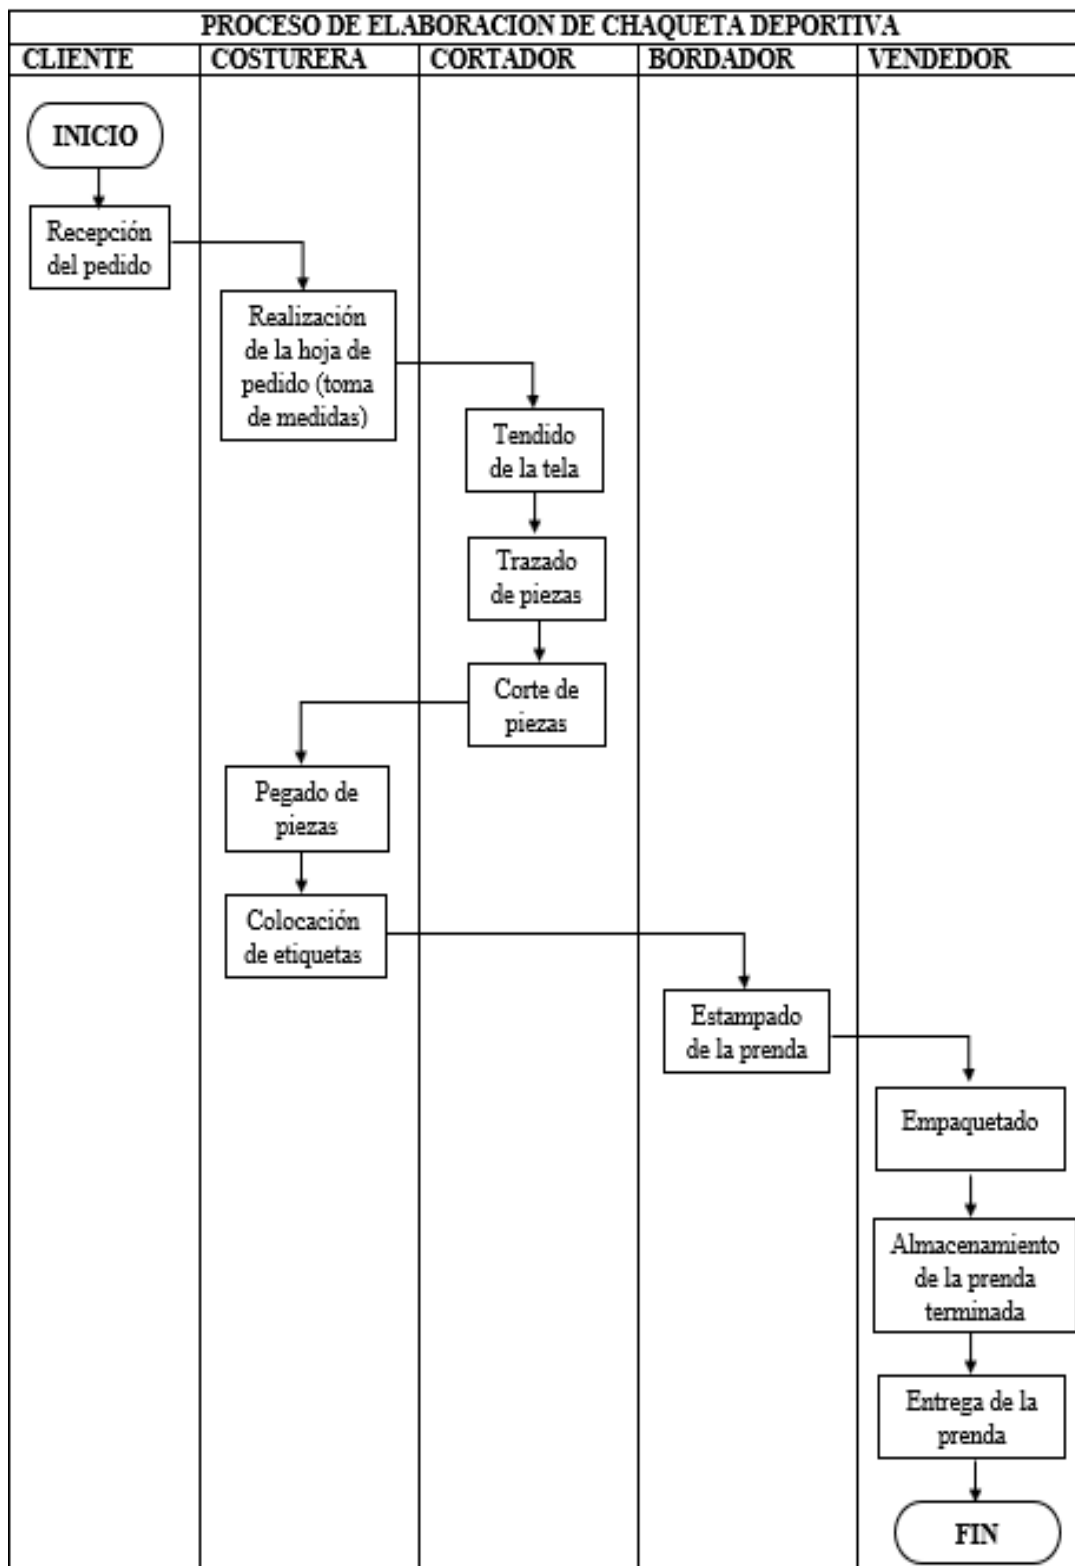 PROCESO DE ELABORACION DE CHAQUETA DEPORTIVA
CLIENTE
COSTURERA
CORTADOR
BORDADOR
VENDEDOR
INICIO
Recepción
del pedido
Realización
de la hoja de
pedido (toma
de medidas)
Tendido
de la tela
Trazado
de piezas
Corte de
piezas
Pegado de
piezas
Colocación
de etiquetas
Estampado
de la prenda
Empaquetado
Almacenamiento
de la prenda
terminada
Entrega de la
prenda
FIN